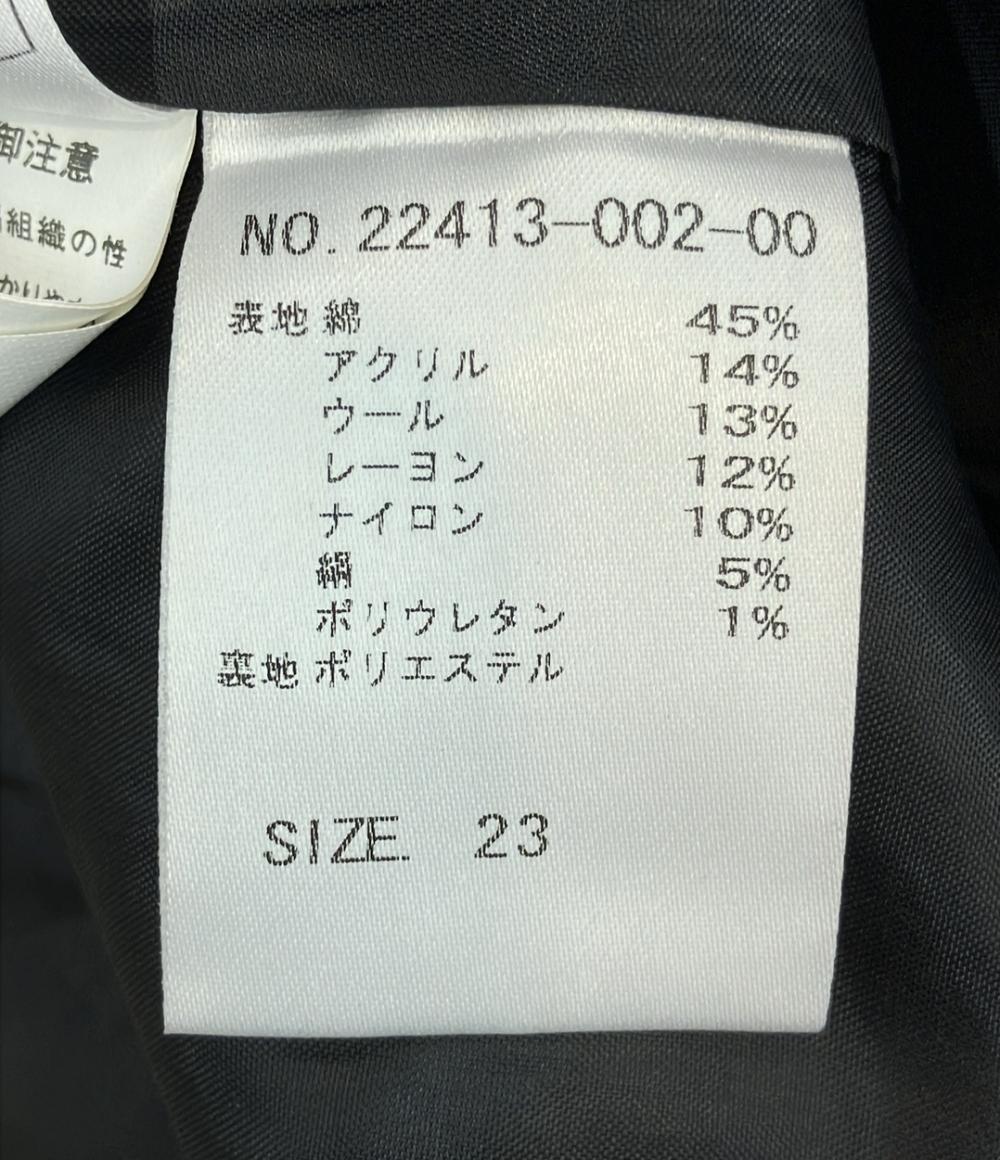 御注意
組織の性
NO. 22413-002-00
表地 綿 45%
アクリル 14%
ウール 13%
レーヨン 12%
ナイロン 10%
絹 5%
ポリウレタン 1%
裏地 ポリエステル
SIZE. 23